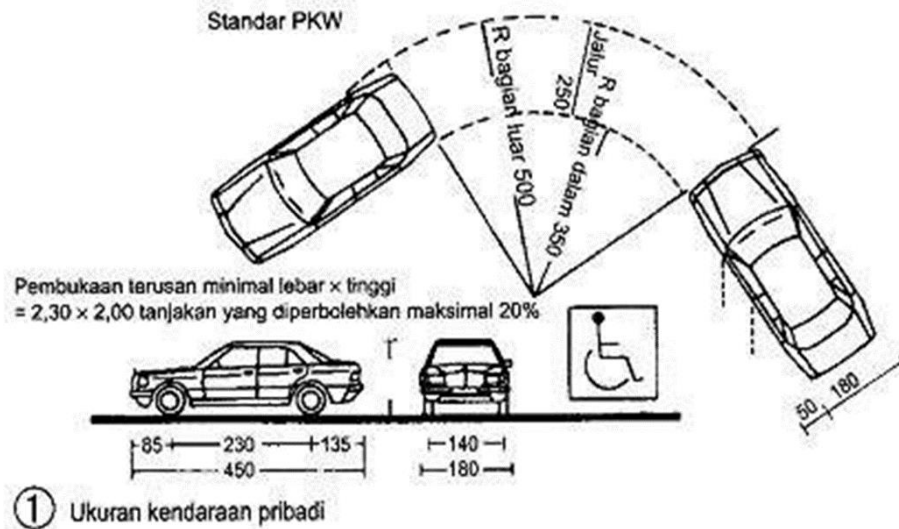 Standar PKW
R bagian luar 500
Jalur
250
R bagian dalam 350
Pembukaan terusan minimal lebar × tinggi
= 2,30 × 2,00 tanjakan yang diperbolehkan maksimal 20%
50 180
85 230 135
450
140
180
1 Ukuran kendaraan pribadi